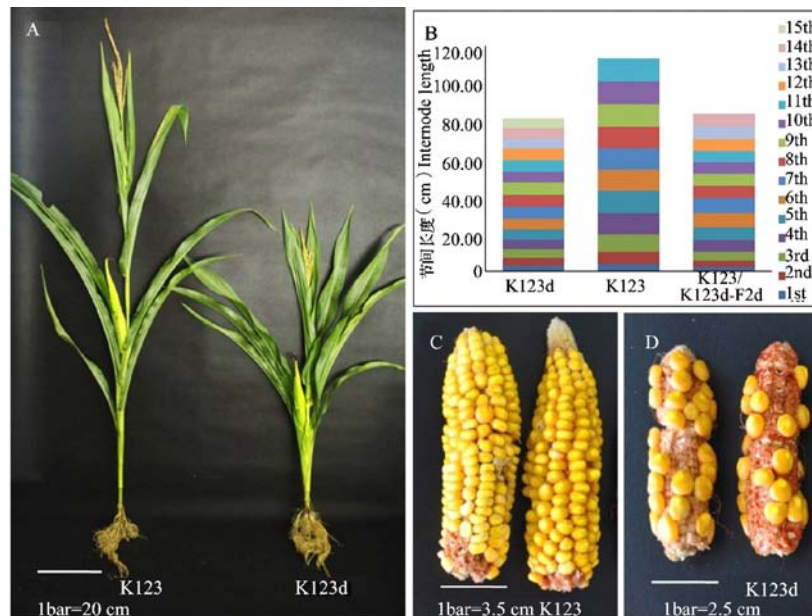 A
K123
K123d
1bar=20 cm
B
节间长度(cm) Internode length
120.00
100.00
80.00
60.00
40.00
20.00
0.00
K123d
K123
K123/
K123d-F2d
15th
14th
13th
12th
11th
10th
9th
8th
7th
6th
5th
4th
3rd
2nd
1st
C
1bar=3.5 cm K123
D
K123d
1bar=2.5 cm